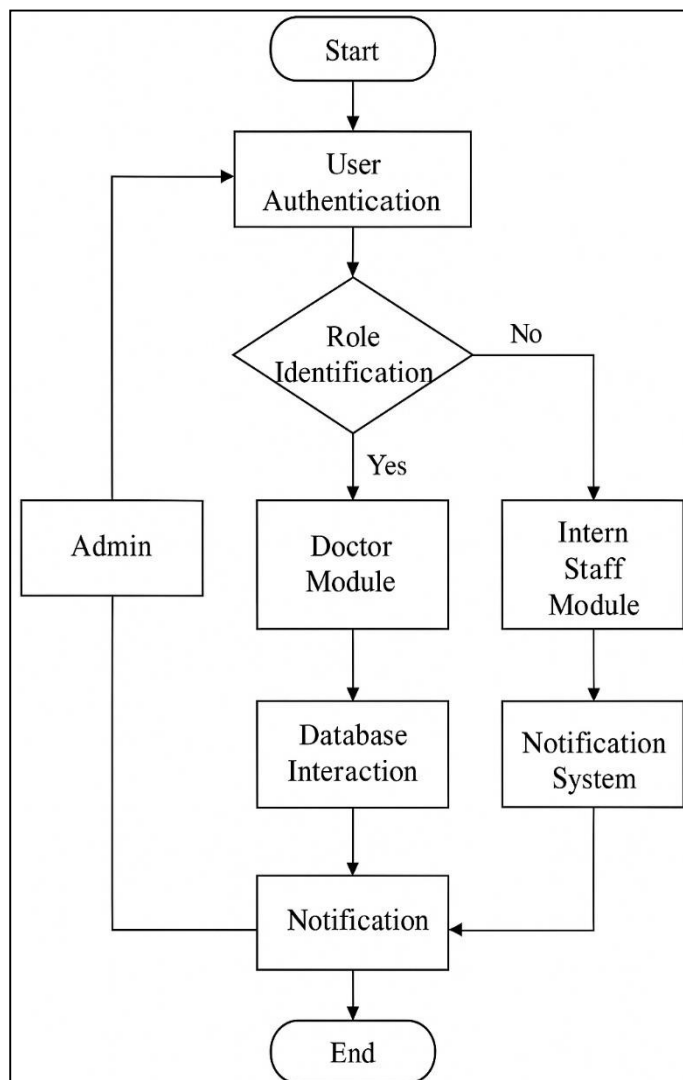 Start
User
Authentication
Role
Identification
No
Yes
Admin
Doctor
Module
Intern
Staff
Module
Database
Interaction
Notification
System
Notification
End